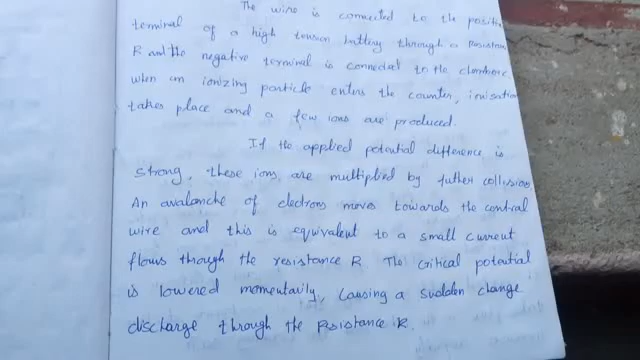 The wire is connected to the positive
terminal of a high tension battery through a resistance
R and the negative terminal is connected to the
when an ionizing particle enters the counter, ionisation
takes place and a few ions are produced.
If the applied potential difference is
strong, these ions are multiplied by futher collisions
An avalanche of electrons moves towards the central
wire and this is equivalent to a small current
flows though the resistance R. The critical potential
is lowered momentarily, causing a sudden change
discharge through the resistance R.